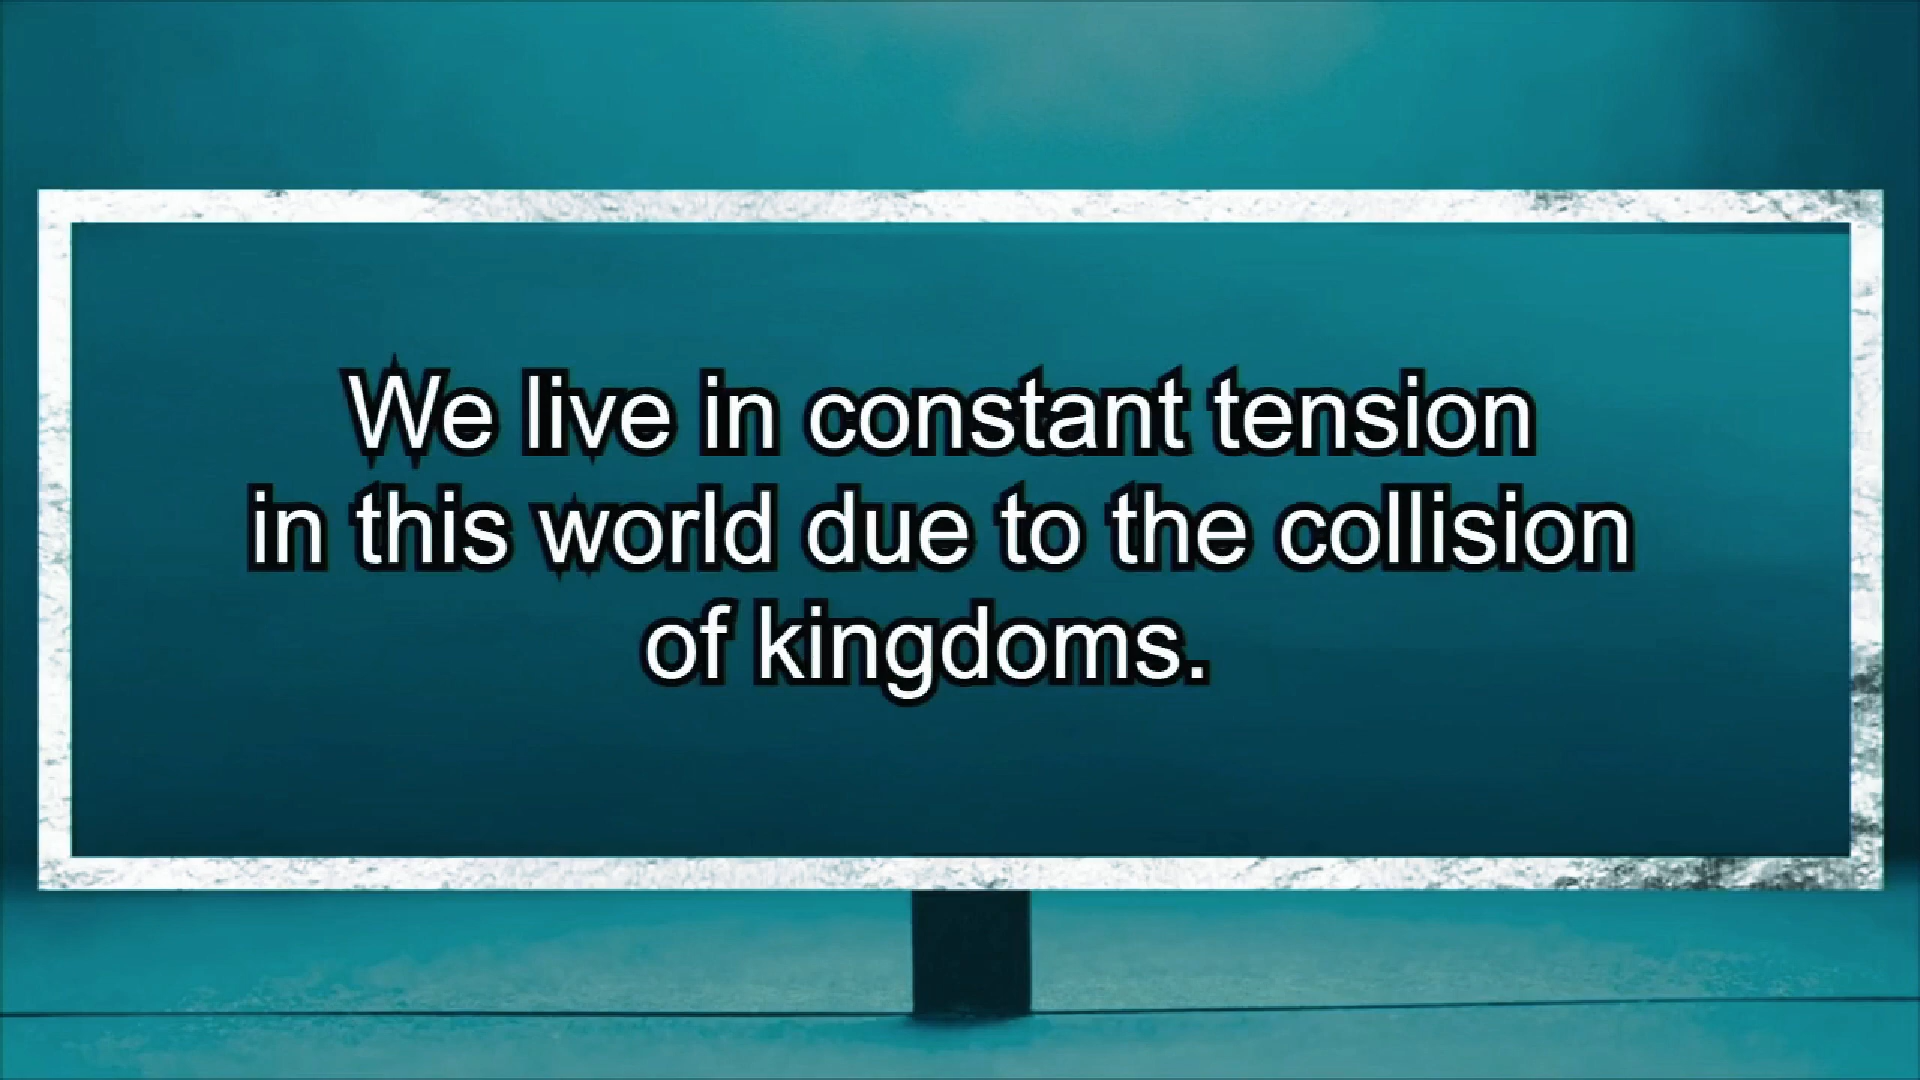 We live in constant tension
in this world due to the collision
of kingdoms.